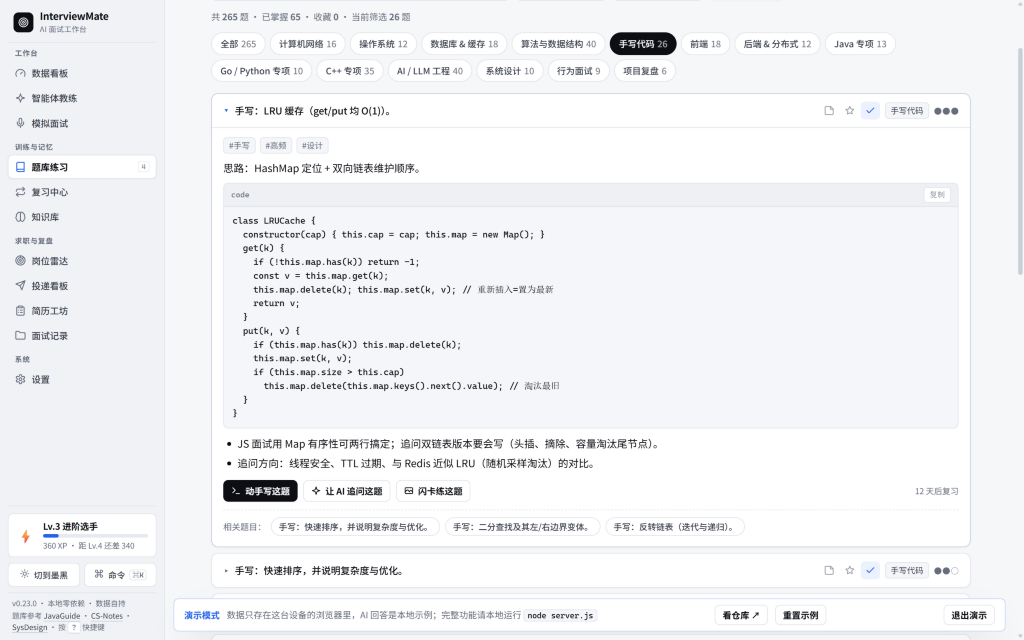 InterviewMate
AI 面试工作台
工作台
数据看板
智能体教练
模拟面试
训练与记忆
题库练习 4
复习中心
知识库
求职与复盘
岗位雷达
投递看板
简历工坊
面试记录
系统
设置
Lv.3 进阶选手
360 XP · 距 Lv.4 还差 340
切到墨黑 命令 ⌘K
v0.23.0 · 本地零依赖 · 数据自持
题库参考 JavaGuide · CS-Notes ·
SysDesign · 按 ? 快捷键
共 265 题 · 已掌握 65 · 收藏 0 · 当前筛选 26 题
全部 265 计算机网络 16 操作系统 12 数据库 & 缓存 18 算法与数据结构 40 手写代码 26 前端 18 后端 & 分布式 12 Java 专项 13
Go / Python 专项 10 C++ 专项 35 AI / LLM 工程 40 系统设计 10 行为面试 9 项目复盘 6
手写：LRU 缓存（get/put 均 O(1)）。 手写代码
#手写 #高频 #设计
思路：HashMap 定位 + 双向链表维护顺序。
code 复制
class LRUCache {
constructor(cap) { this.cap = cap; this.map = new Map(); }
get(k) {
if (!this.map.has(k)) return -1;
const v = this.map.get(k);
this.map.delete(k); this.map.set(k, v); // 重新插入=置为最新
return v;
}
put(k, v) {
if (this.map.has(k)) this.map.delete(k);
this.map.set(k, v);
if (this.map.size > this.cap)
this.map.delete(this.map.keys().next().value); // 淘汰最旧
}
}
• JS 面试用 Map 有序性可两行搞定；追问双链表版本要会写（头插、摘除、容量淘汰尾节点）。
• 追问方向：线程安全、TTL 过期、与 Redis 近似 LRU（随机采样淘汰）的对比。
动手写这题 让 AI 追问这题 闪卡练这题 12 天后复习
相关题目： 手写：快速排序，并说明复杂度与优化。 手写：二分查找及其左/右边界变体。 手写：反转链表（迭代与递归）。
手写：快速排序，并说明复杂度与优化。 手写代码
演示模式 数据只存在这台设备的浏览器里，AI 回答是本地示例；完整功能请本地运行 node server.js 看仓库 ↗ 重置示例 退出演示